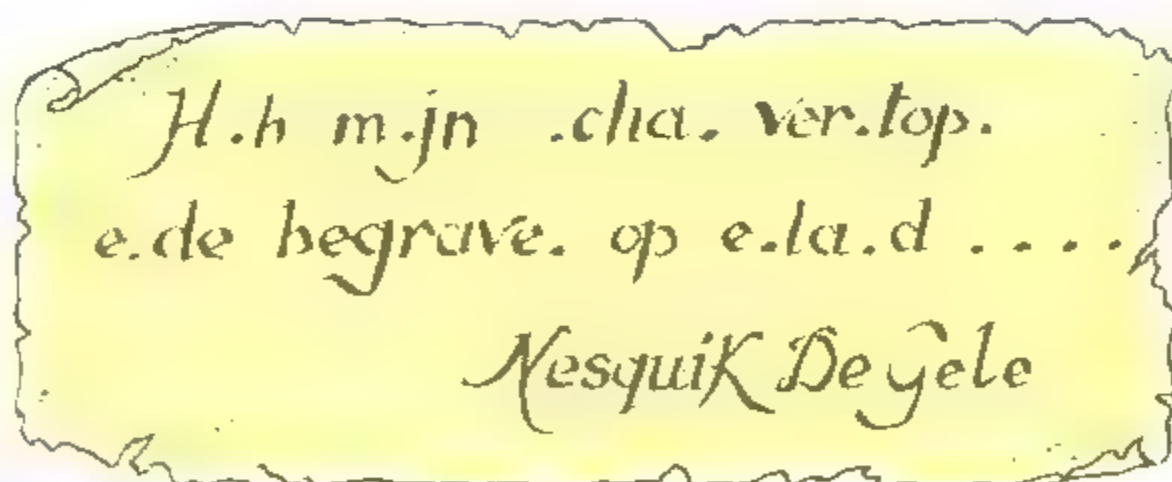 H.h m.jn .cha. ver.top.
e.de begrave. op e.la.d ....
Nesquik De Gele